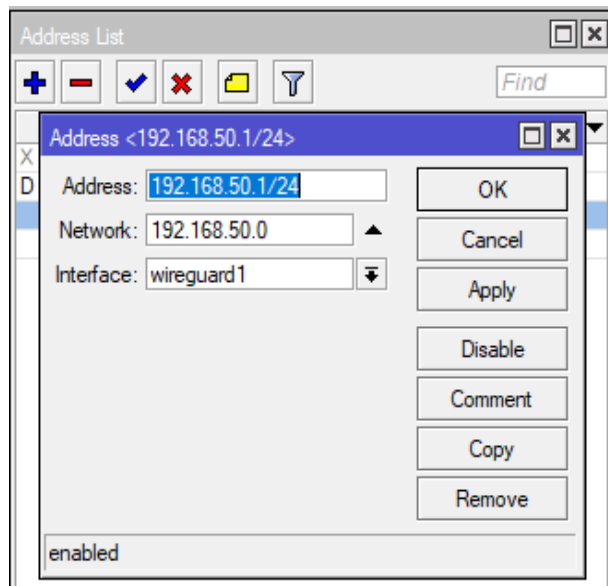 Address List
Find
Address <192.168.50.1/24>
X
D
Address: 192.168.50.1/24
OK
Network: 192.168.50.0
Cancel
Interface: wireguard1
Apply
Disable
Comment
Copy
Remove
enabled